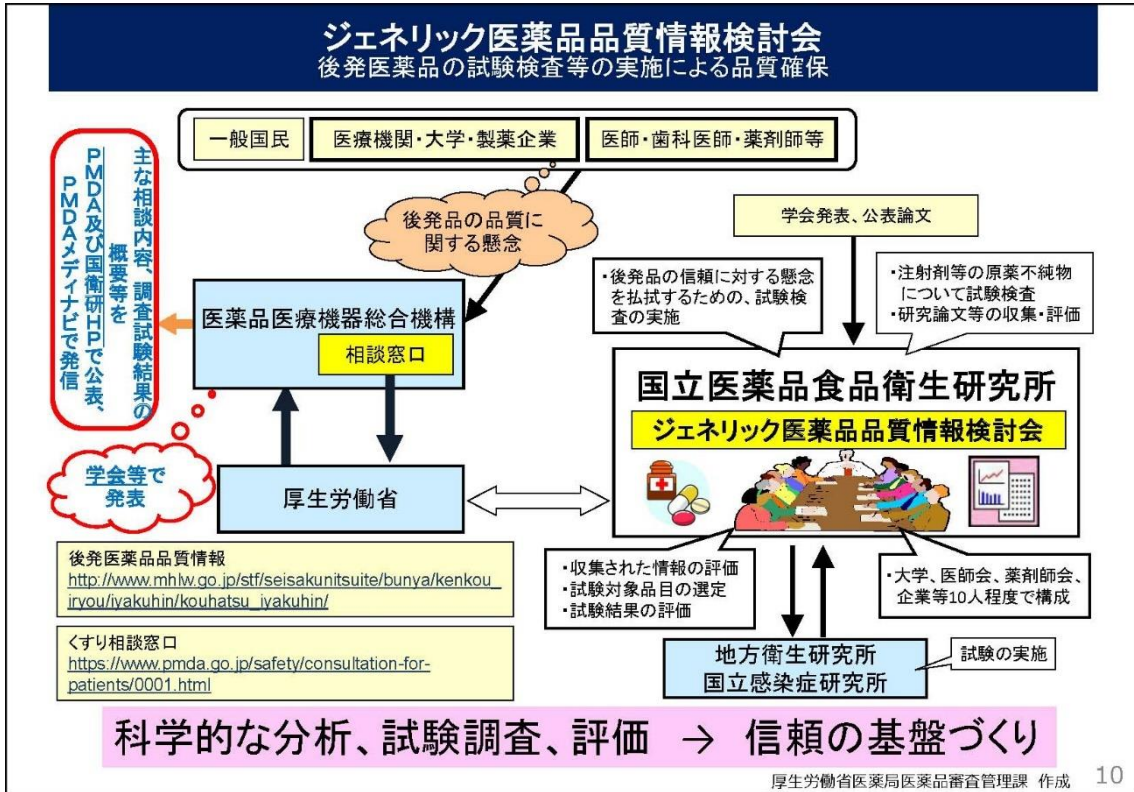 ジェネリック医薬品品質情報検討会
後発医薬品の試験検査等の実施による品質確保
一般国民
医療機関・大学・製薬企業
医師・歯科医師・薬剤師等
後発品の品質に
関する懸念
主な相談内容、調査試験結果の
概要等を
PMDA及び国衛研HPで公表、
PMDAメディナビで発信
医薬品医療機器総合機構
相談窓口
学会等で
発表
厚生労働省
学会発表、公表論文
・後発品の信頼に対する懸念
を払拭するための、試験検
査の実施
・注射剤等の原薬不純物
について試験検査
・研究論文等の収集・評価
国立医薬品食品衛生研究所
ジェネリック医薬品品質情報検討会
・収集された情報の評価
・試験対象品目の選定
・試験結果の評価
・大学、医師会、薬剤師会、
企業等10人程度で構成
地方衛生研究所
国立感染症研究所
試験の実施
後発医薬品品質情報
http://www.mhlw.go.jp/stf/seisakunitsuite/bunya/kenkou_
iryou/iyakuhin/kouhatsu_iyakuhin/
くすり相談窓口
https://www.pmda.go.jp/safety/consultation-for-
patients/0001.html
科学的な分析、試験調査、評価 → 信頼の基盤づくり
厚生労働省医薬局医薬品審査管理課 作成
10